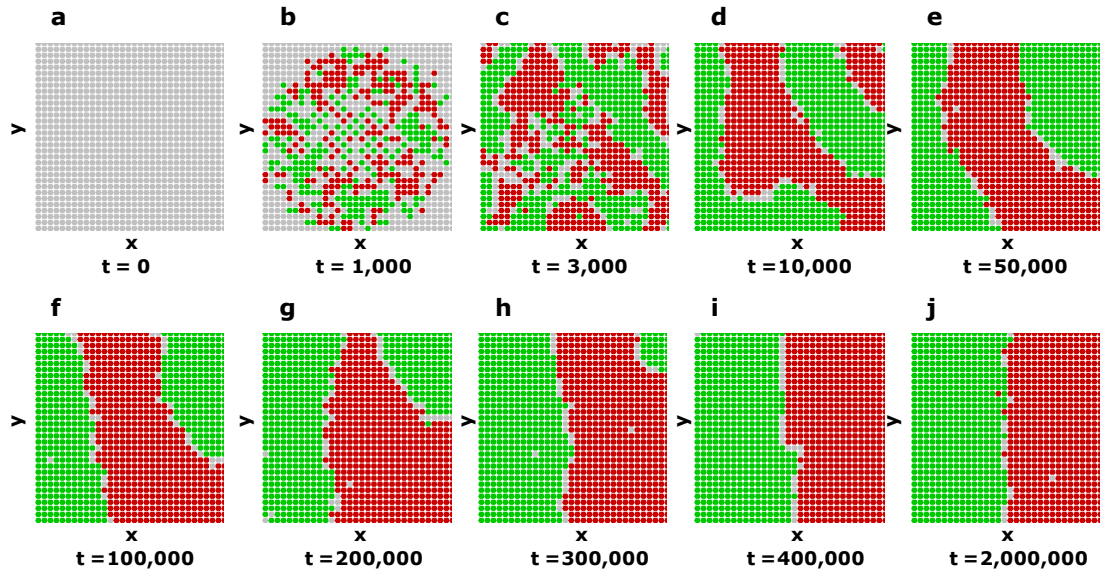 a b c d e
y y y y y
x x x x x
t = 0 t = 1,000 t = 3,000 t =10,000 t =50,000
f g h i j
y y y y y
x x x x x
t =100,000 t =200,000 t =300,000 t =400,000 t =2,000,000